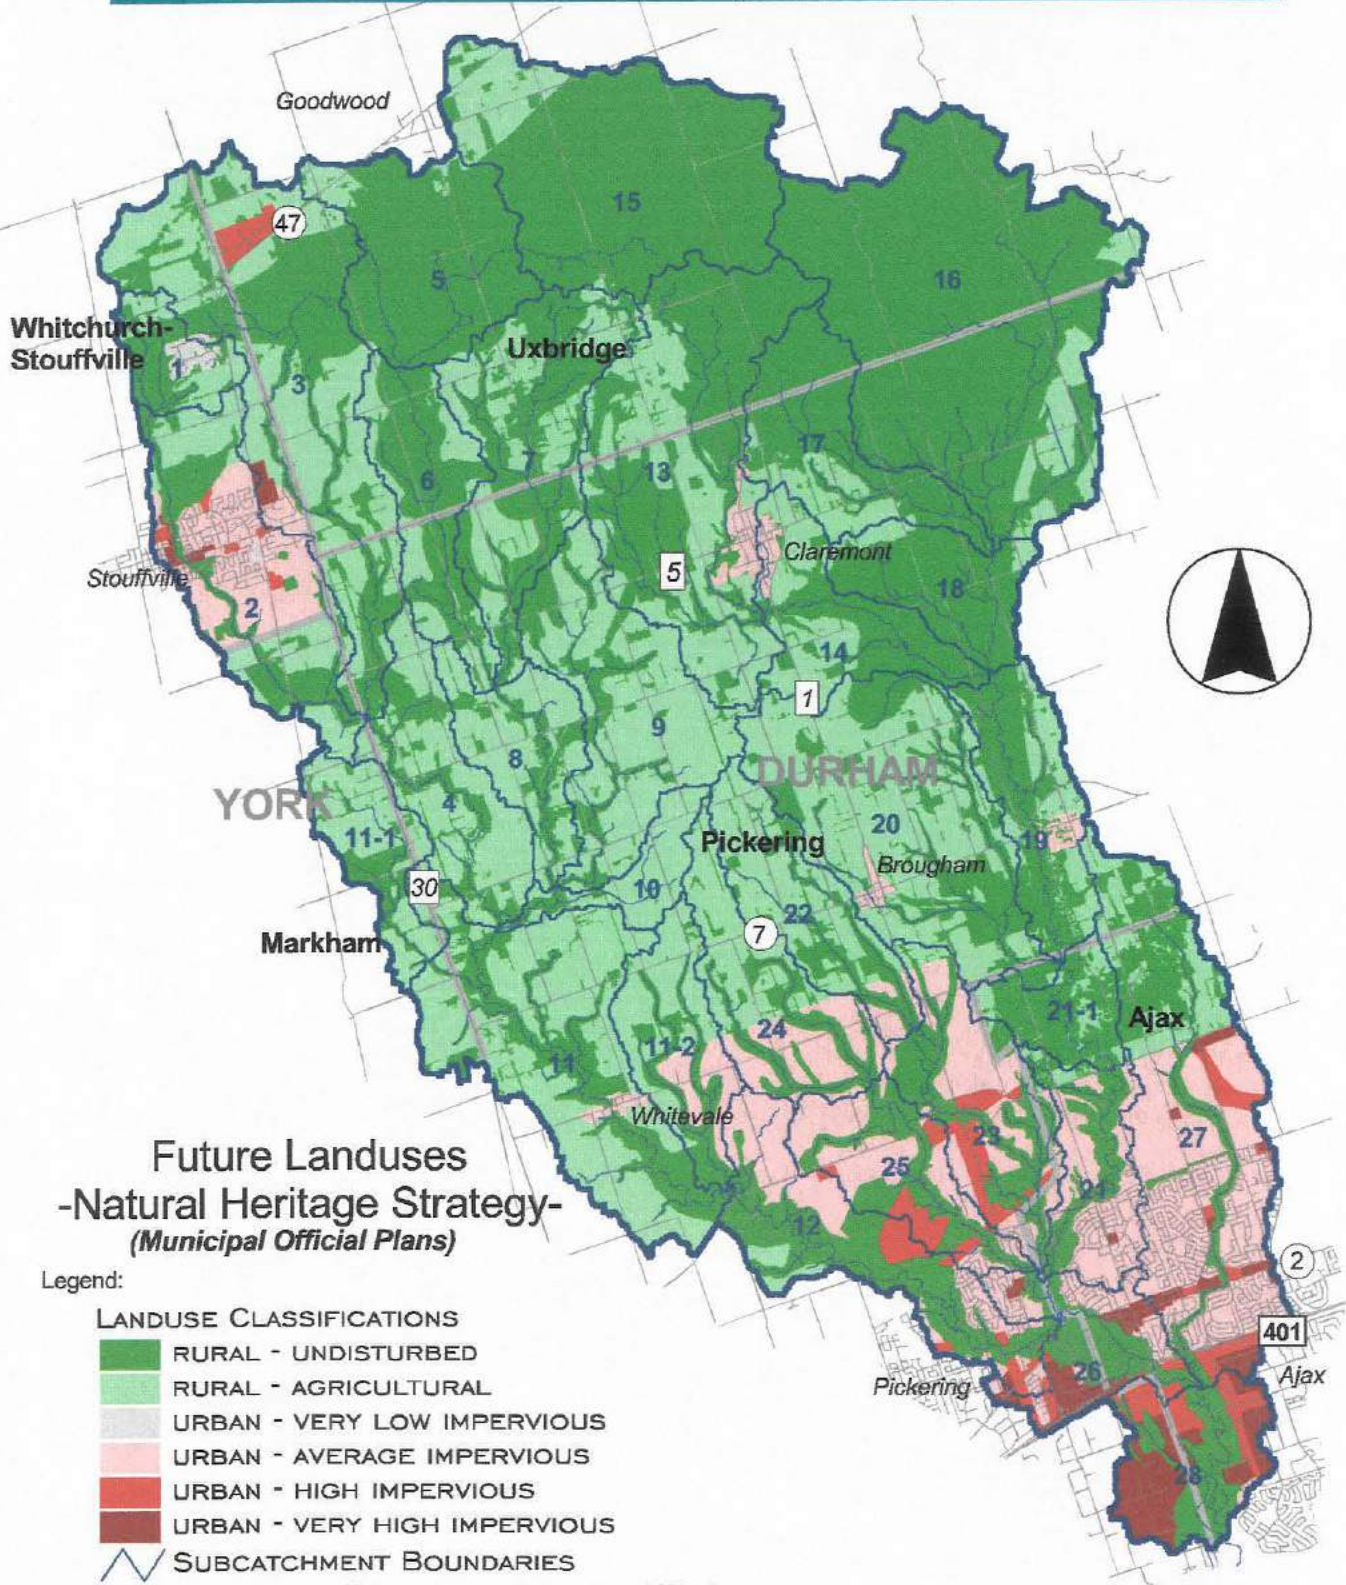 Goodwood
15
47
5
16
Whitchurch-
Stouffville
Uxbridge
1
3
17
7
13
6
5
Claremont
Stouffville
18
2
14
1
9
8
DURHAM
YORK
4
20
11-1
Pickering
19
Brougham
30
10
22
7
Markham
21-1
Ajax
24
11-2
11
Whitevale
23
27
25
21
12
Future Landuses
-Natural Heritage Strategy-
(Municipal Official Plans)
2
Legend:
LANDUSE CLASSIFICATIONS
RURAL - UNDISTURBED
RURAL - AGRICULTURAL
URBAN - VERY LOW IMPERVIOUS
URBAN - AVERAGE IMPERVIOUS
URBAN - HIGH IMPERVIOUS
URBAN - VERY HIGH IMPERVIOUS
SUBCATCHMENT BOUNDARIES
401
26
Pickering
Ajax
28